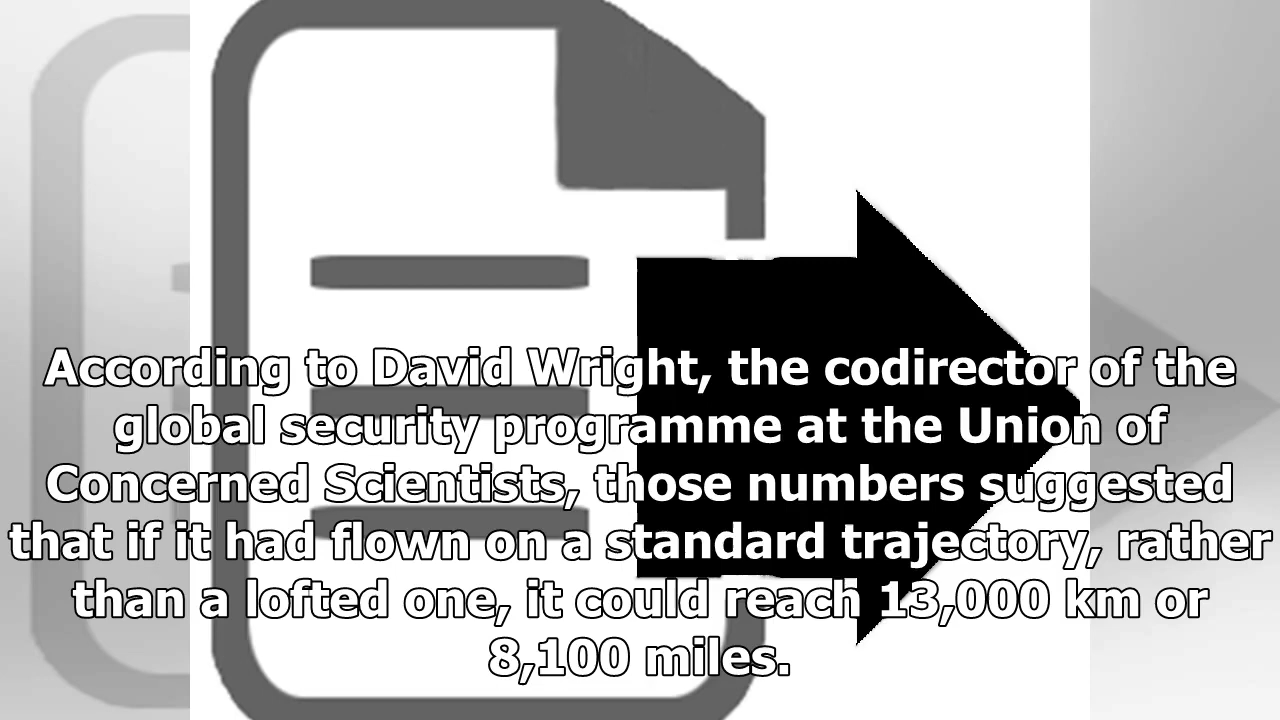 According to David Wright, the codirector of the
global security programme at the Union of
Concerned Scientists, those numbers suggested
that if it had flown on a standard trajectory, rather
than a lofted one, it could reach 13,000 km or
8,100 miles.